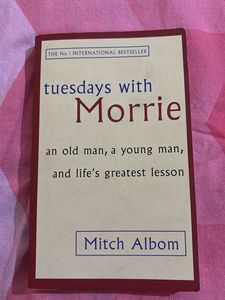 THE NO.1 INTERNATIONAL BESTSELLER
tuesdays with
Morrie
an old man, a young man,
and life's greatest lesson
Mitch Albom